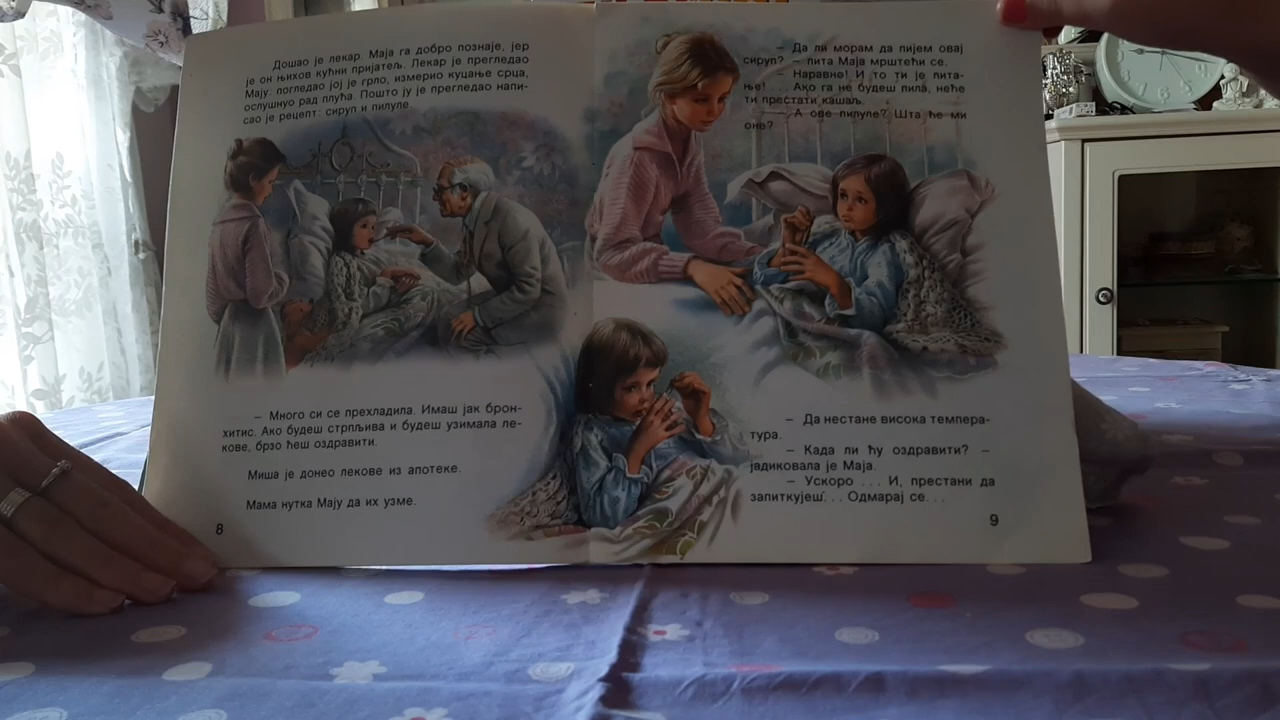 Дошао је лекар. Маја га добро познаје, јер
је он њихов кућни пријатељ. Лекар је прегледао
Мају: погледао јој је грло, измерио куцање срца,
ослушнуо рад плућа. Пошто ју је прегледао напи-
сао је рецепт: сируп и пилуле.
– Много си се прехладила. Имаш јак брон-
хитис. Ако будеш стрпљива и будеш узимала ле-
кове, брзо ћеш оздравити.
Миша је донео лекове из апотеке.
Мама нутка Мају да их узме.
8
– Да ли морам да пијем овај
сируп? – пита Маја мрштећи се.
– Наравно! И то ти је пита-
ње! . . . Ако га не будеш пила, неће
ти престати кашаљ.
– А ове пилуле? Шта ће ми
оне?
– Да нестане висока темпера-
тура.
– Када ли ћу оздравити? –
јадиковала је Маја.
– Ускоро . . . И, престани да
запиткујеш. . . Одмарај се. . .
9